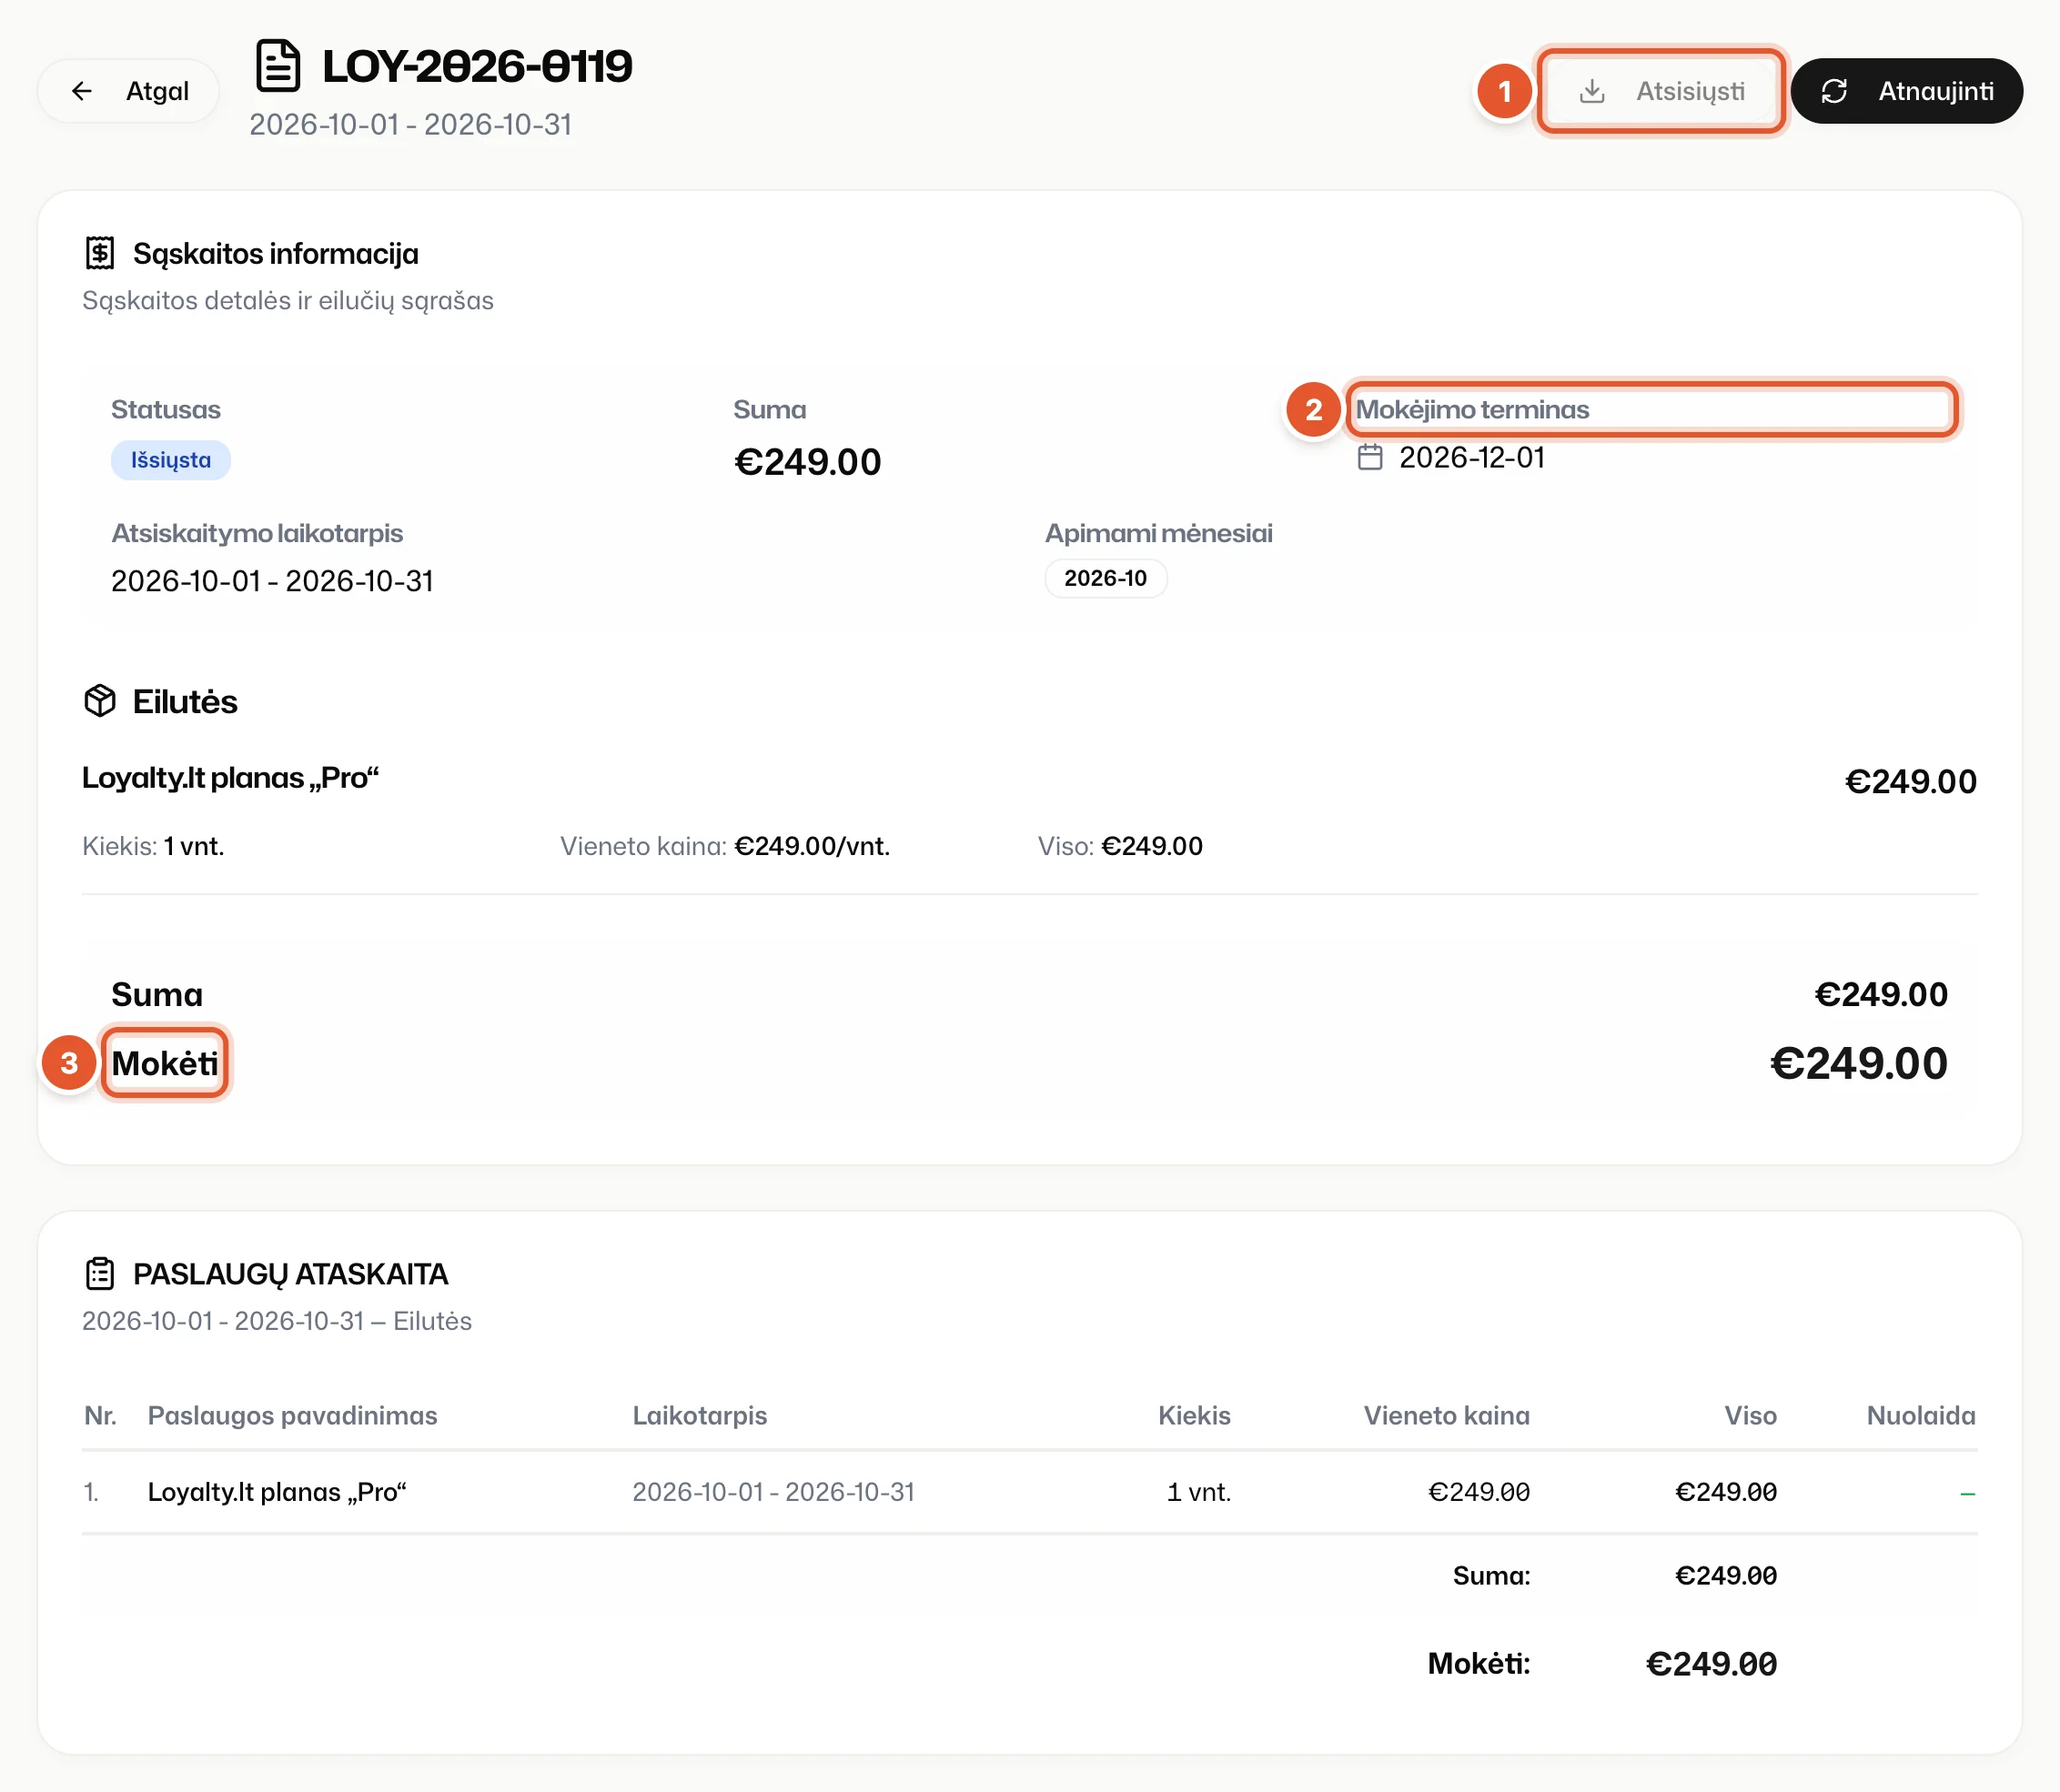 Atgal
LOY-2026-0119
2026-10-01 - 2026-10-31
1
Atsisiųsti
Atnaujinti
Sąskaitos informacija
Sąskaitos detalės ir eilučių sąrašas
Statusas
Suma
2
Mokėjimo terminas
Išsiųsta
€249.00
2026-12-01
Atsiskaitymo laikotarpis
Apimami mėnesiai
2026-10-01 - 2026-10-31
2026-10
Eilutės
Loyalty.lt planas „Pro“
€249.00
Kiekis: 1 vnt.
Vieneto kaina: €249.00/vnt.
Viso: €249.00
Suma
€249.00
3
Mokėti
€249.00
PASLAUGŲ ATASKAITA
2026-10-01 - 2026-10-31 — Eilutės
Nr. Paslaugos pavadinimas Laikotarpis Kiekis Vieneto kaina Viso Nuolaida
1. Loyalty.lt planas „Pro“ 2026-10-01 - 2026-10-31 1 vnt. €249.00 €249.00 —
Suma: €249.00
Mokėti: €249.00